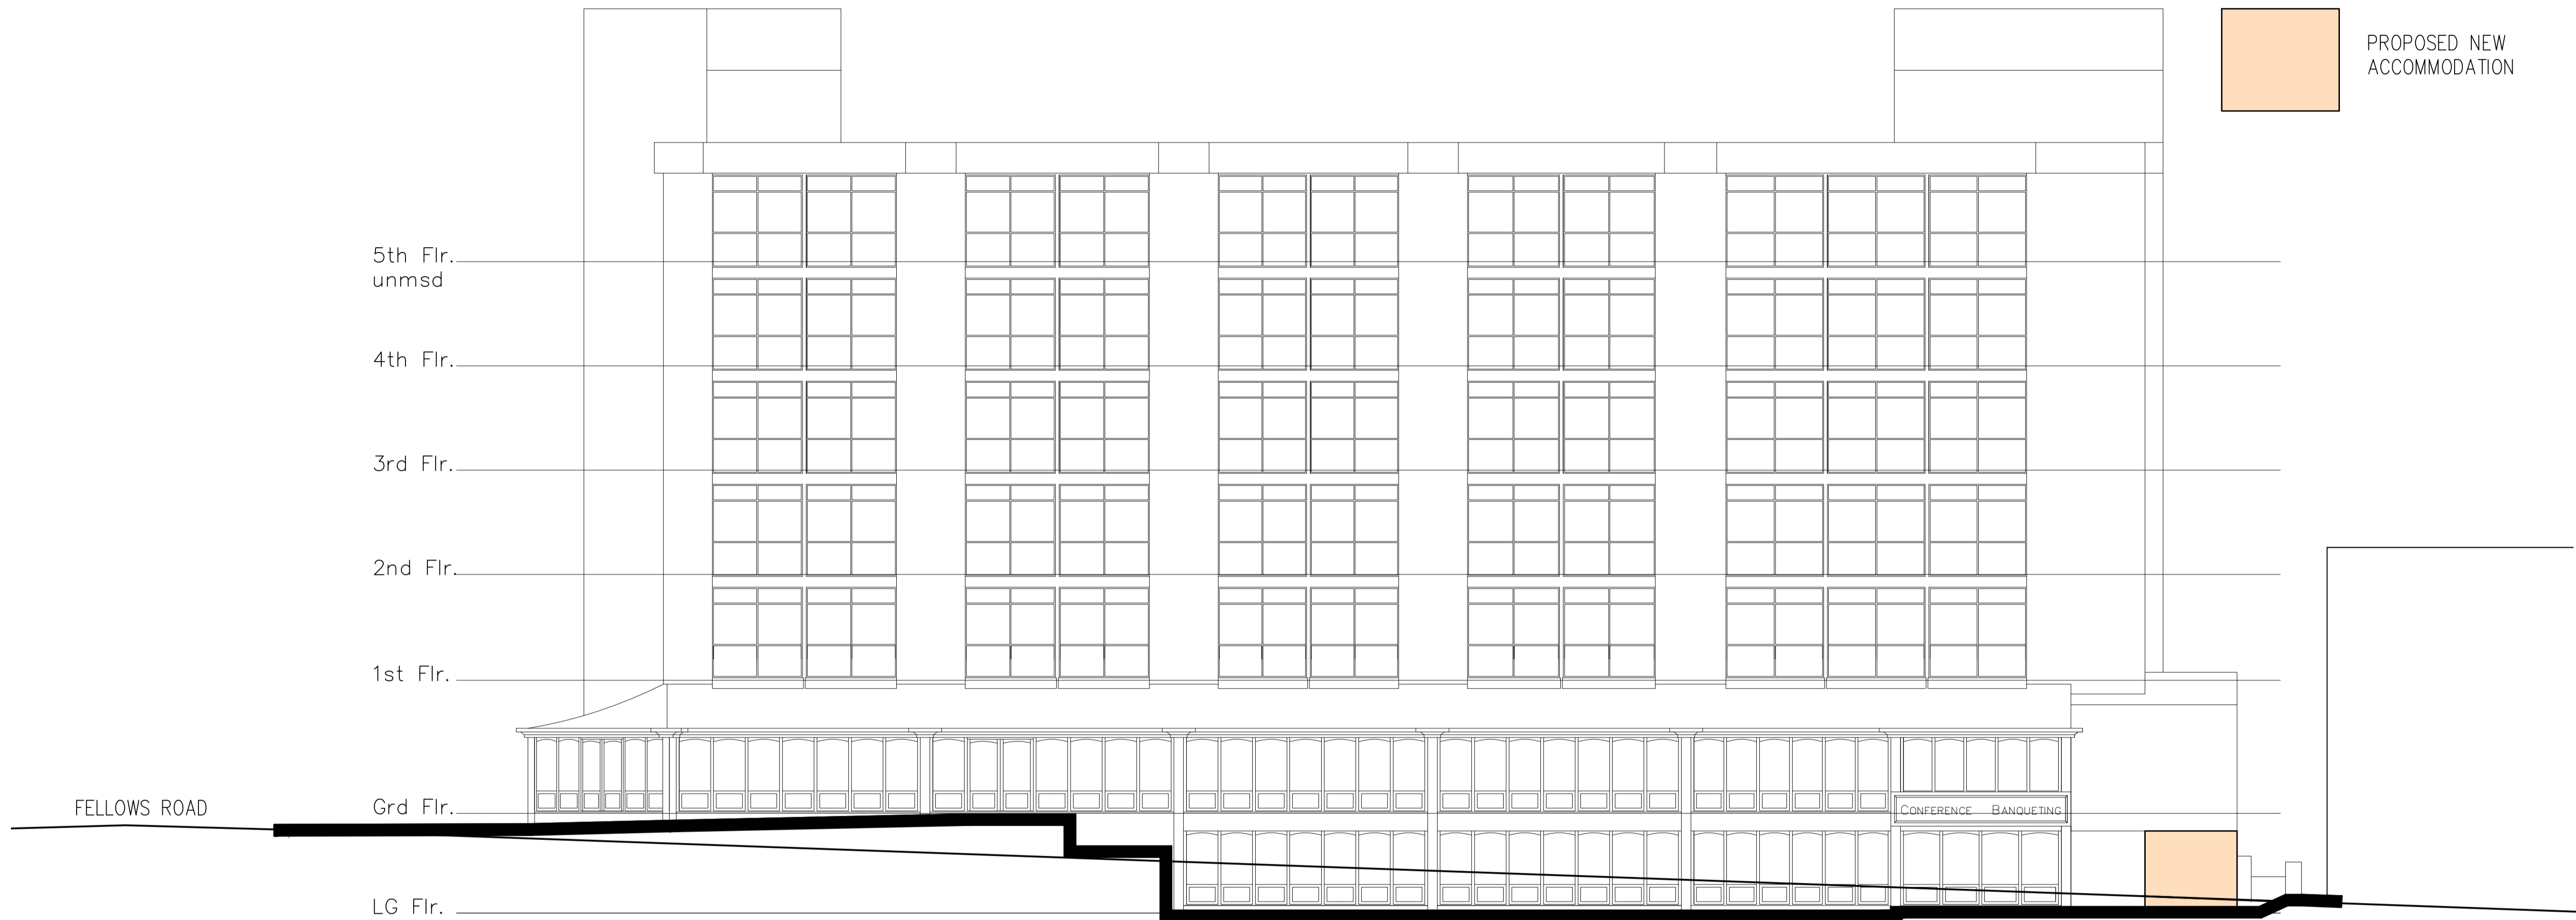 PROPOSED NEW
ACCOMMODATION
5th Flr.
unmsd
4th Flr.
3rd Flr.
2nd Flr.
1st Flr.
Grd Flr.
FELLOWS ROAD
CONFERENCE BANQUETING
LG Flr.